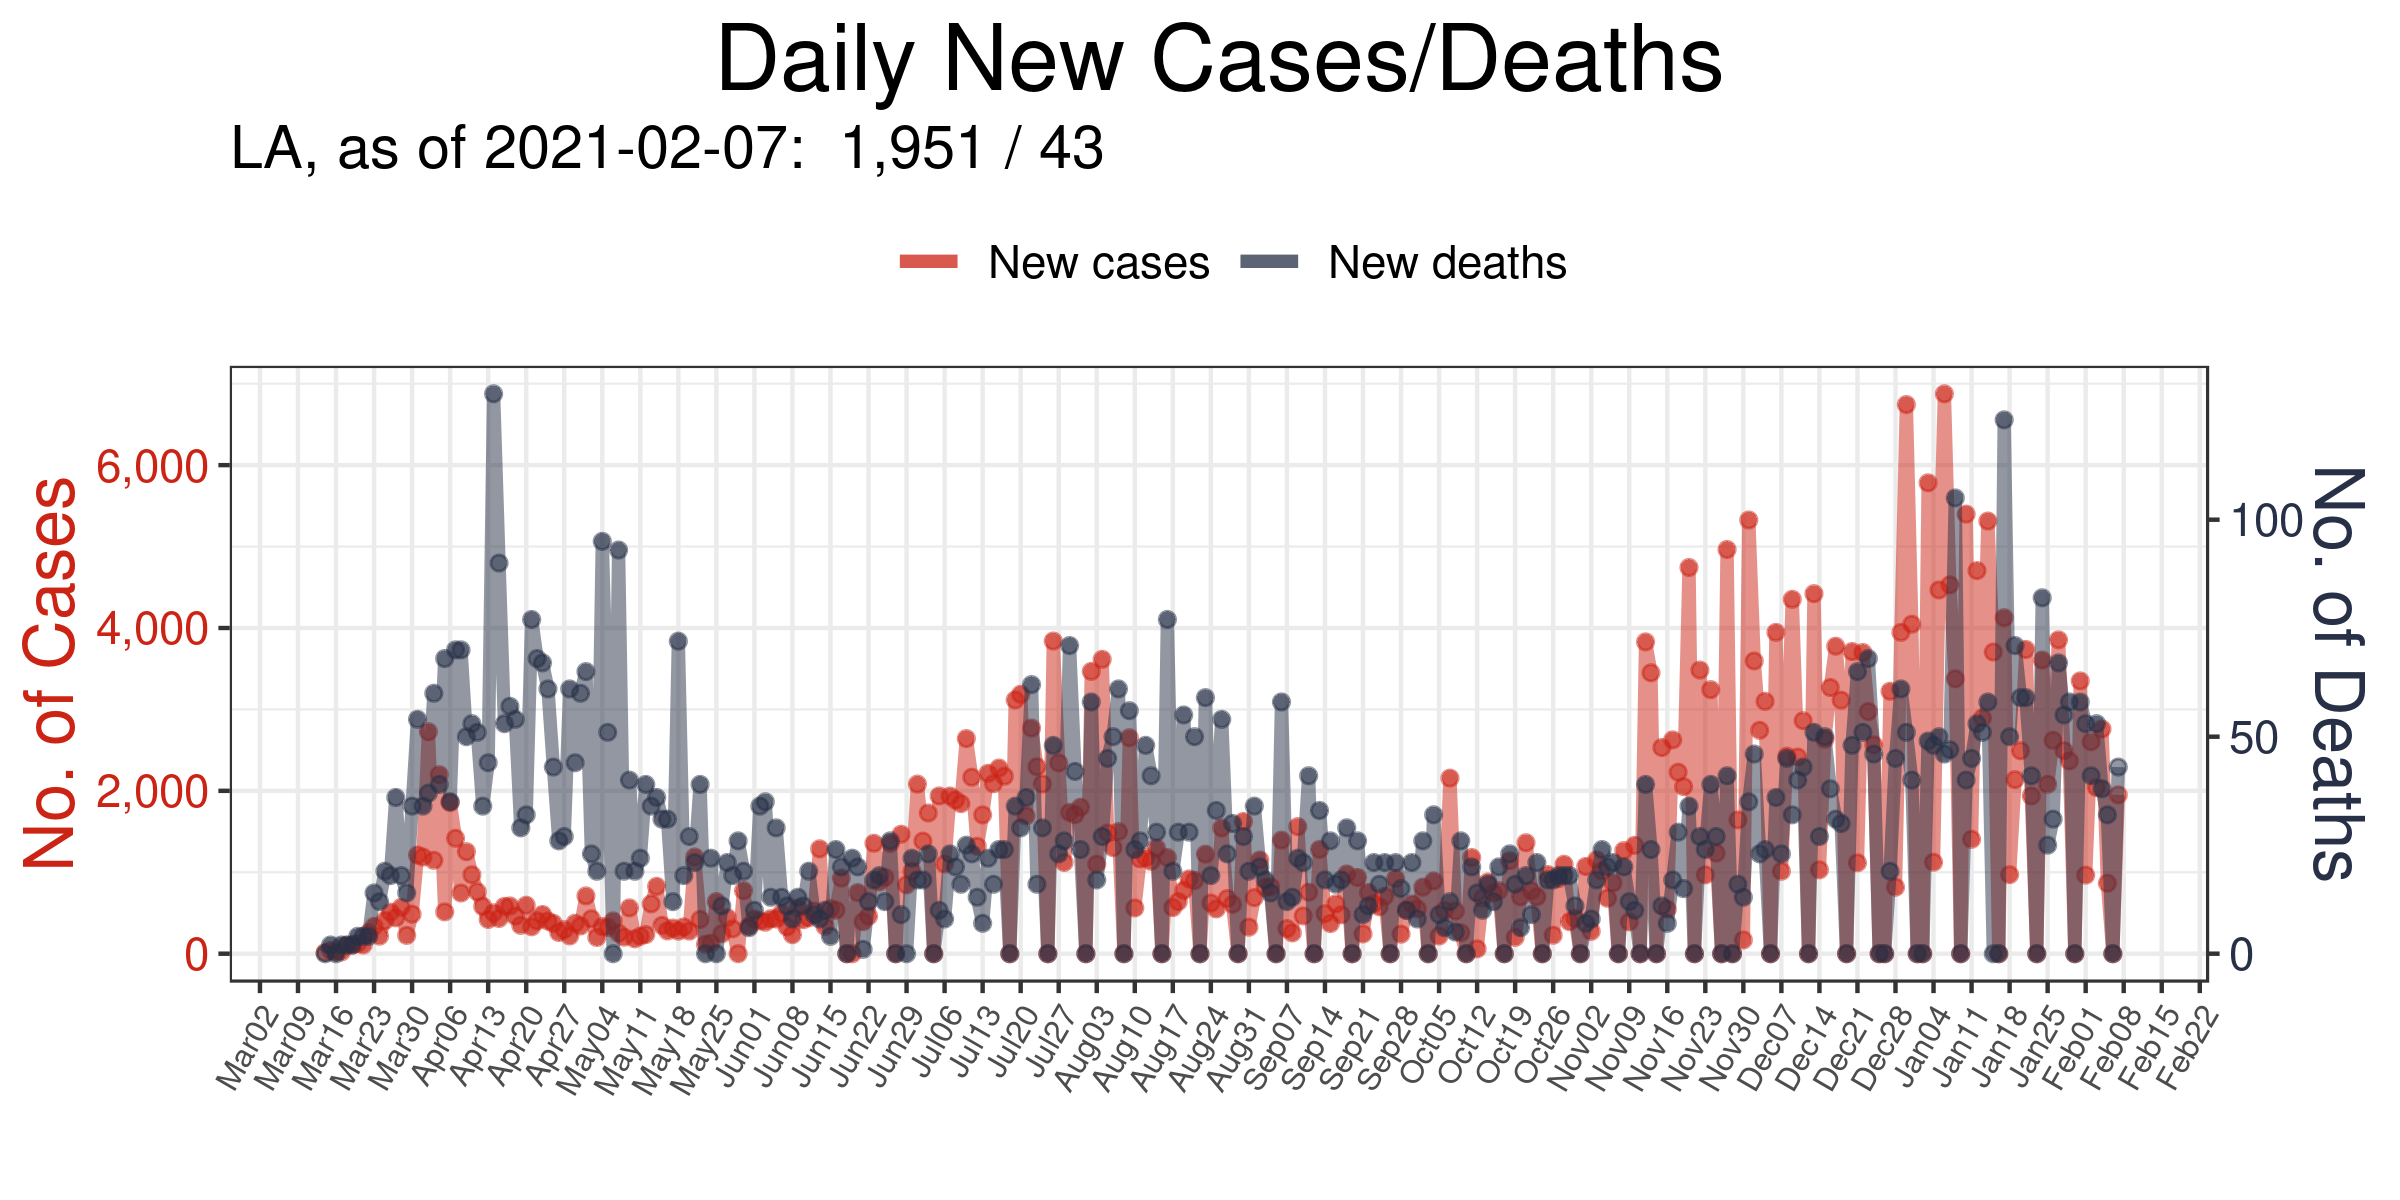 Daily New Cases/Deaths
LA, as of 2021-02-07:  1,951 / 43
New cases
New deaths
No. of Cases
6,000
4,000
2,000
0
100
50
0
No. of Deaths
Mar02
Mar09
Mar16
Mar23
Mar30
Apr06
Apr13
Apr20
Apr27
May04
May11
May18
May25
Jun01
Jun08
Jun15
Jun22
Jun29
Jul06
Jul13
Jul20
Jul27
Aug03
Aug10
Aug17
Aug24
Aug31
Sep07
Sep14
Sep21
Sep28
Oct05
Oct12
Oct19
Oct26
Nov02
Nov09
Nov16
Nov23
Nov30
Dec07
Dec14
Dec21
Dec28
Jan04
Jan11
Jan18
Jan25
Feb01
Feb08
Feb15
Feb22